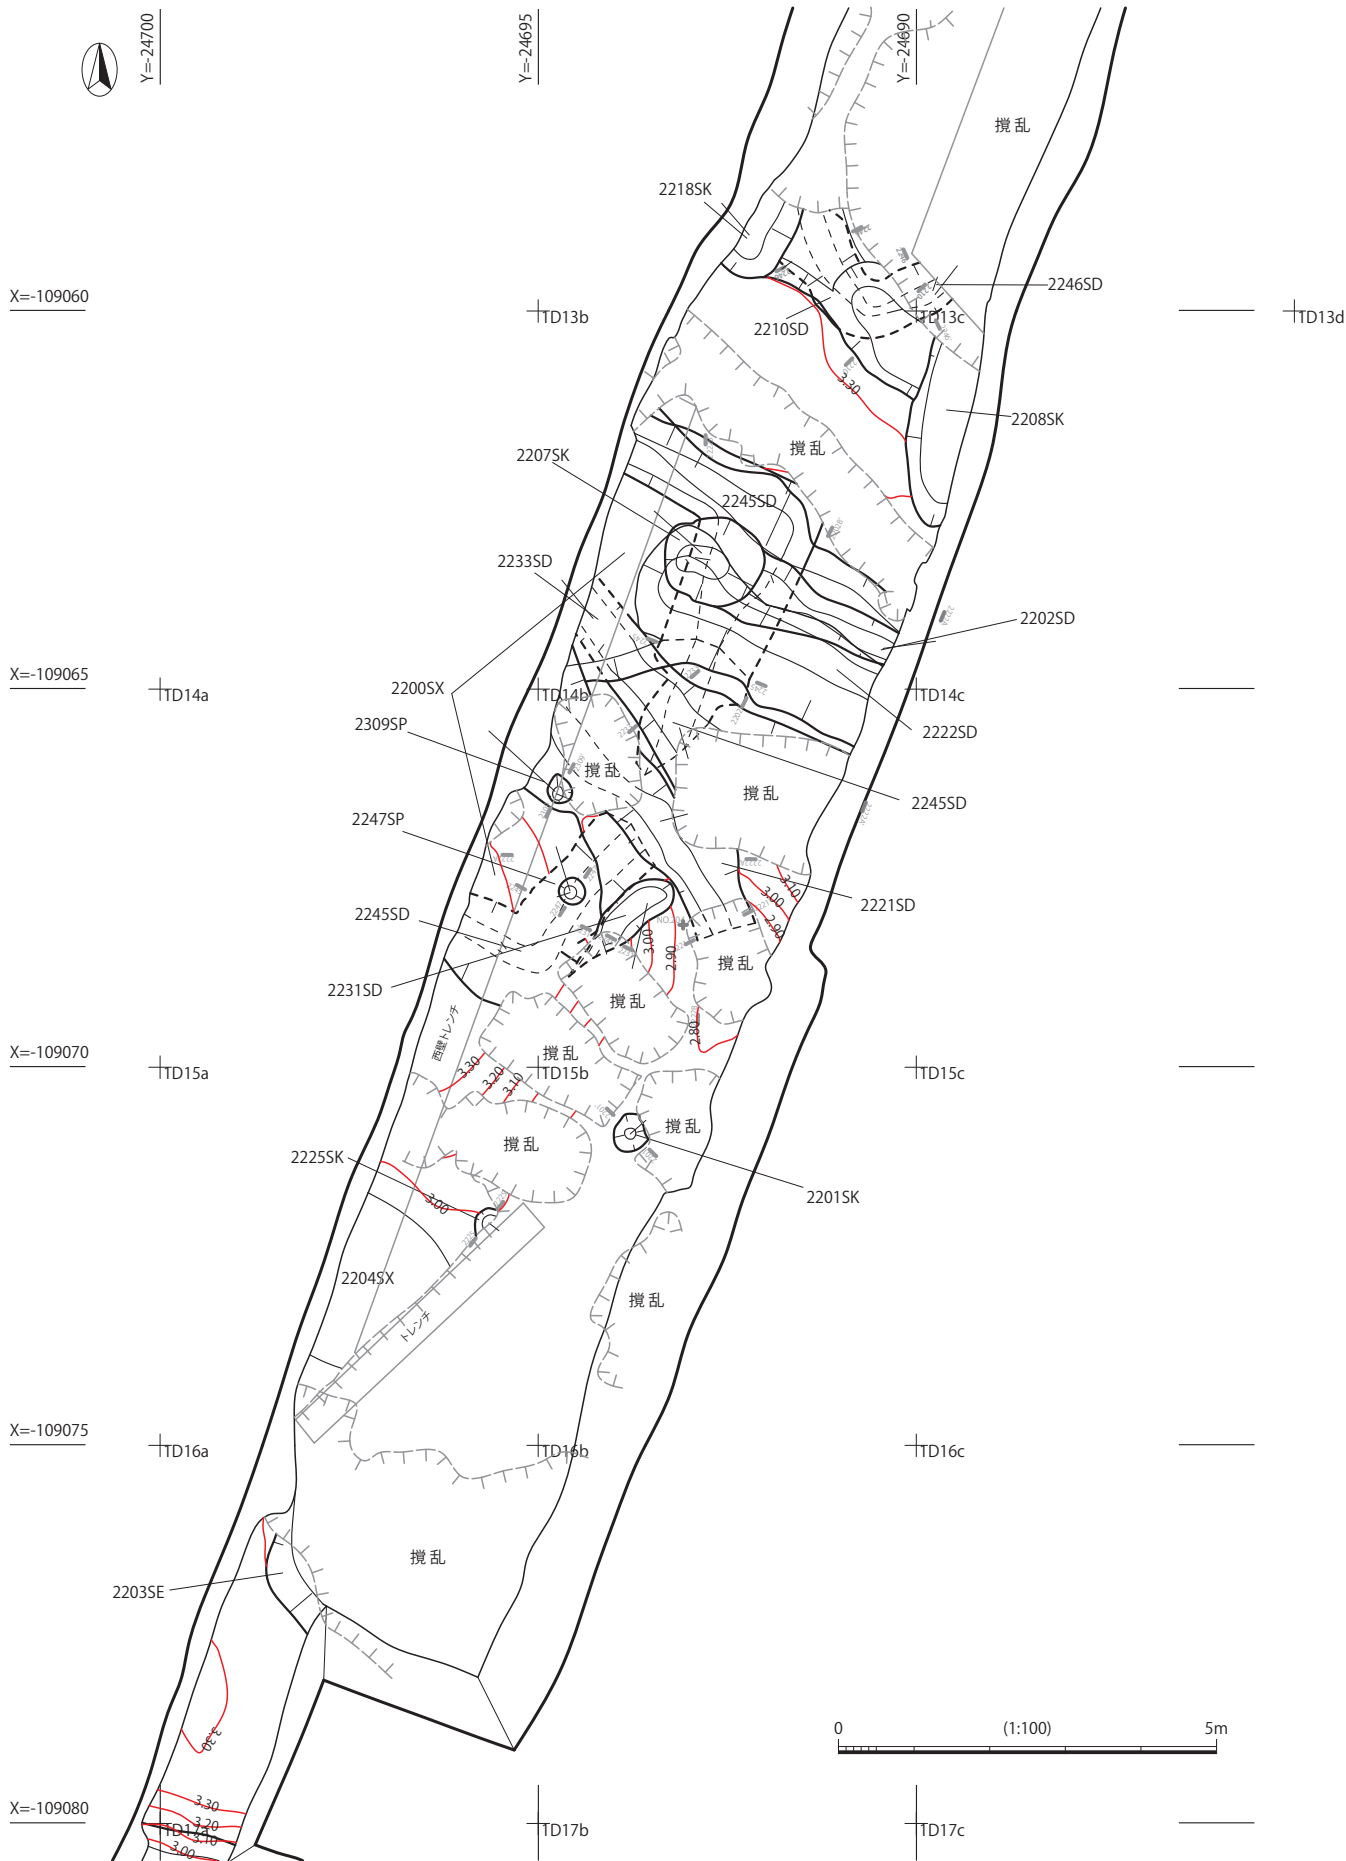 Y=-24700
Y=-24695
Y=-24690
攪乱
2218SK
2246SD
X=-109060
TD13b
TD13c
TD13d
2210SD
3.30
2208SK
攪乱
2207SK
2245SD
2233SD
2202SD
X=-109065
TD14a
2200SX
TD14b
TD14c
2309SP
2222SD
攪乱
攪乱
2245SD
2247SP
3.10
3.00
2.90
2221SD
2245SD
3.00
2.90
攪乱
2231SD
攪乱
西壁トレンチ
2.80
X=-109070
TD15a
攪乱
TD15b
TD15c
3.30
3.20
3.10
攪乱
攪乱
2225SK
3.00
2201SK
2204SX
トレンチ
攪乱
X=-109075
TD16a
TD16b
TD16c
攪乱
2203SE
3.30
0
(1:100)
5m
3.30
X=-109080
3.20
TD17a
3.10
3.00
TD17b
TD17c